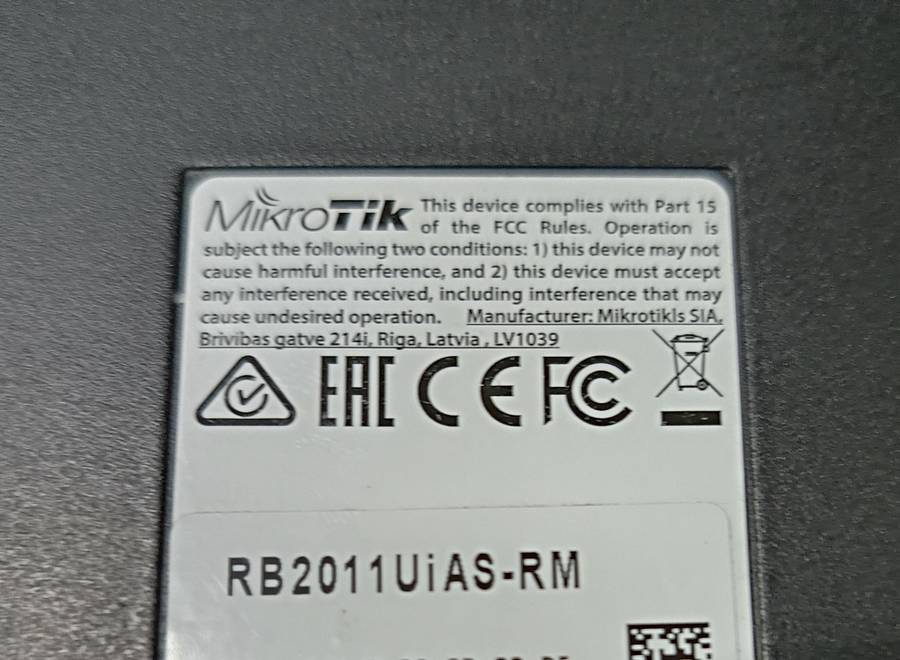 MikroTik This device complies with Part 15
of the FCC Rules. Operation is
subject the following two conditions: 1) this device may not
cause harmful interference, and 2) this device must accept
any interference received, including interference that may
cause undesired operation. Manufacturer: Mikrotikls SIA,
Brivibas gatve 214i, Riga, Latvia , LV1039
EAC CE FC
RB2011UiAS-RM